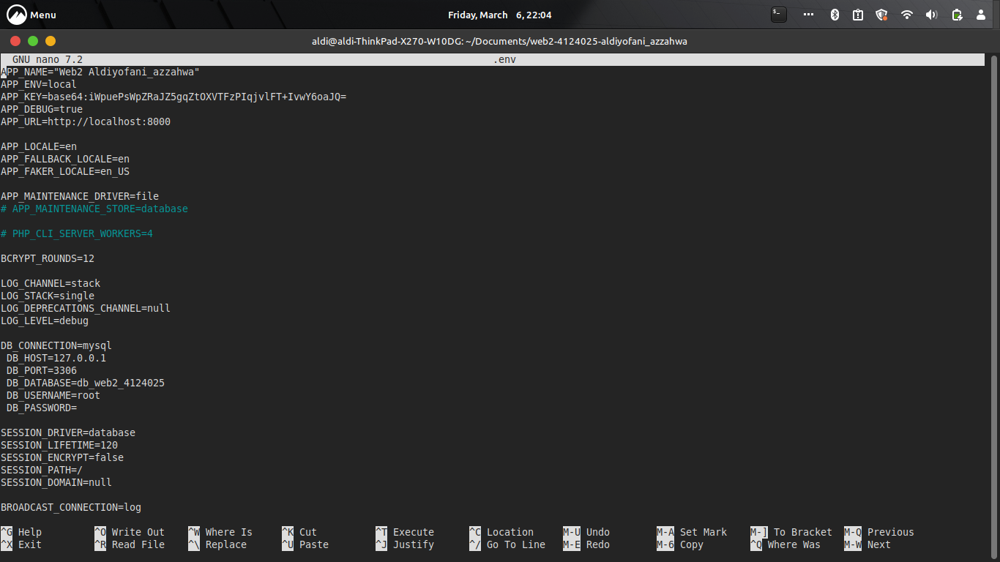 Menu
Friday, March 6, 22:04
aldi@aldi-ThinkPad-X270-W10DG: ~/Documents/web2-4124025-aldiyofani_azzahwa
GNU nano 7.2 .env
APP_NAME="Web2 Aldiyofani_azzahwa"
APP_ENV=local
APP_KEY=base64:iWpuePsWpZRaJZ5gqZtOXVTFzPIqjvlFT+IvwY6oaJQ=
APP_DEBUG=true
APP_URL=http://localhost:8000
APP_LOCALE=en
APP_FALLBACK_LOCALE=en
APP_FAKER_LOCALE=en_US
APP_MAINTENANCE_DRIVER=file
# APP_MAINTENANCE_STORE=database
# PHP_CLI_SERVER_WORKERS=4
BCRYPT_ROUNDS=12
LOG_CHANNEL=stack
LOG_STACK=single
LOG_DEPRECATIONS_CHANNEL=null
LOG_LEVEL=debug
DB_CONNECTION=mysql
DB_HOST=127.0.0.1
DB_PORT=3306
DB_DATABASE=db_web2_4124025
DB_USERNAME=root
DB_PASSWORD=
SESSION_DRIVER=database
SESSION_LIFETIME=120
SESSION_ENCRYPT=false
SESSION_PATH=/
SESSION_DOMAIN=null
BROADCAST_CONNECTION=log
^G Help ^O Write Out ^W Where Is ^K Cut ^T Execute ^C Location M-U Undo M-A Set Mark M-] To Bracket M-Q Previous
^X Exit ^R Read File ^\ Replace ^U Paste ^J Justify ^/ Go To Line M-E Redo M-6 Copy ^Q Where Was M-W Next